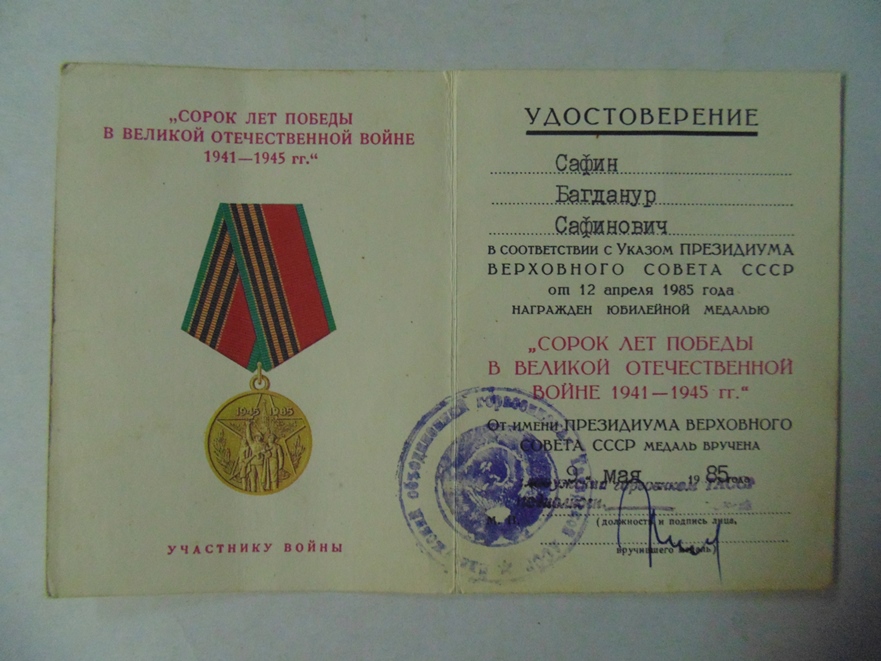 „СОРОК ЛЕТ ПОБЕДЫ
В ВЕЛИКОЙ ОТЕЧЕСТВЕННОЙ ВОЙНЕ
1941—1945 гг.“
1945 1985
УЧАСТНИКУ ВОЙНЫ
УДОСТОВЕРЕНИЕ
Сафин
Багданур
Сафинович
В СООТВЕТСТВИИ С УКАЗОМ ПРЕЗИДИУМА
ВЕРХОВНОГО СОВЕТА СССР
от 12 апреля 1985 года
НАГРАЖДЕН ЮБИЛЕЙНОЙ МЕДАЛЬЮ
„СОРОК ЛЕТ ПОБЕДЫ
В ВЕЛИКОЙ ОТЕЧЕСТВЕННОЙ
ВОЙНЕ 1941—1945 гг.“
ОТ ИМЕНИ ПРЕЗИДИУМА ВЕРХОВНОГО
СОВЕТА СССР МЕДАЛЬ ВРУЧЕНА
„9“ мая 1985 года
М.
(должность и подпись лица,
вручившего медаль)